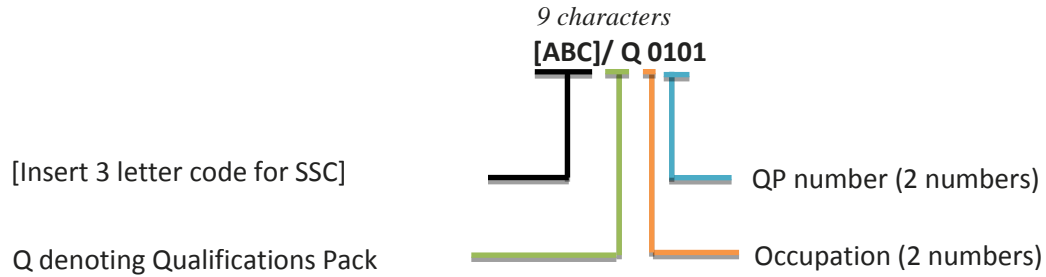 9 characters
[ABC]/ Q 0101
[Insert 3 letter code for SSC]
QP number (2 numbers)
Q denoting Qualifications Pack
Occupation (2 numbers)